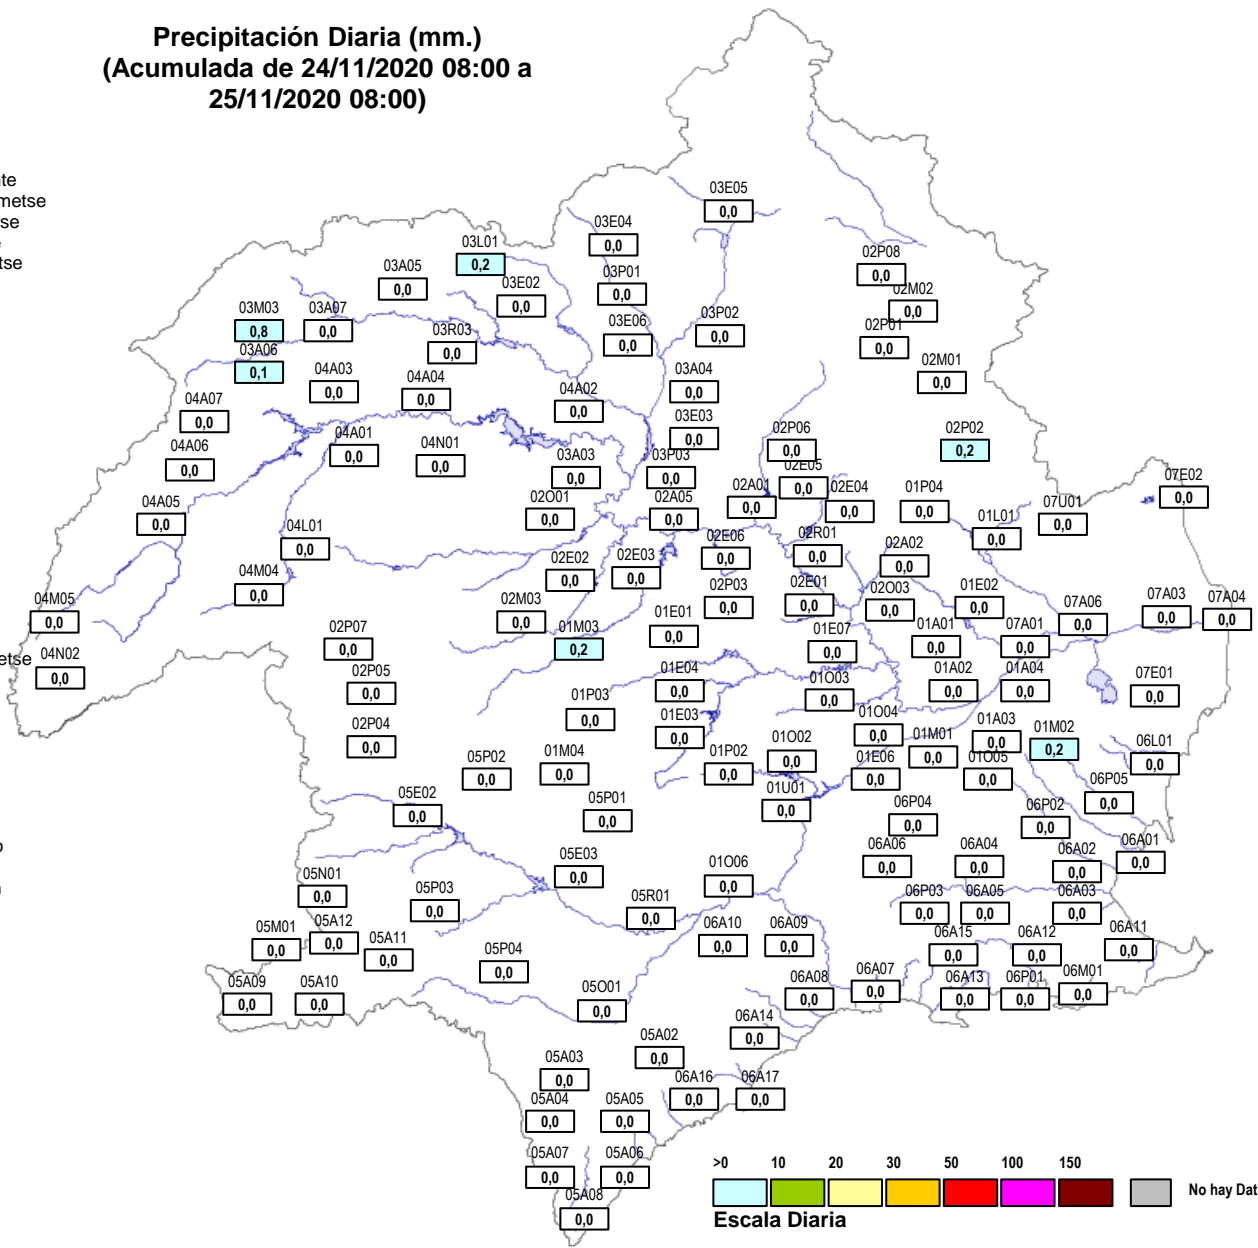 Precipitación Diaria (mm.)
(Acumulada de 24/11/2020 08:00 a
25/11/2020 08:00)
te
metse
se
tse
etse
03E05
0,0
03E04
0,0
03L01
0,2
03A05
0,0
03E02
0,0
03P01
0,0
02P08
0,0
02M02
0,0
03M03
0,8
03A07
0,0
03R03
0,0
03E06
0,0
03P02
0,0
02P01
0,0
03A06
0,1
04A03
0,0
04A04
0,0
04A02
0,0
03A04
0,0
02M01
0,0
04A07
0,0
03E03
0,0
04A06
0,0
04A01
0,0
04N01
0,0
03A03
0,0
03P03
0,0
02P06
0,0
02P02
0,2
02E05
0,0
04A05
0,0
02O01
0,0
02A05
0,0
02A01
0,0
02E04
0,0
01P04
0,0
07U01
0,0
07E02
0,0
04L01
0,0
01L01
0,0
02E06
0,0
02R01
0,0
02A02
0,0
04M04
0,0
02E02
0,0
02E03
0,0
04M05
0,0
02M03
0,0
02P03
0,0
02E01
0,0
02O03
0,0
01E02
0,0
07A06
0,0
07A03
0,0
07A04
0,0
02P07
0,0
01M03
0,2
01E01
0,0
01E07
0,0
01A01
0,0
07A01
0,0
04N02
0,0
02P05
0,0
01E04
0,0
01O03
0,0
01A02
0,0
01A04
0,0
07E01
0,0
01P03
0,0
02P04
0,0
01E03
0,0
01O04
0,0
01M01
0,0
01A03
0,0
01M02
0,2
05P02
0,0
01M04
0,0
01P02
0,0
01O02
0,0
01E06
0,0
01O05
0,0
06L01
0,0
05E02
0,0
05P01
0,0
01U01
0,0
06P04
0,0
06P02
0,0
06P05
0,0
05E03
0,0
01O06
0,0
06A06
0,0
06A04
0,0
06A02
0,0
06A01
0,0
05N01
0,0
05P03
0,0
05R01
0,0
06P03
0,0
06A05
0,0
06A03
0,0
05M01
0,0
05A12
0,0
05A11
0,0
05P04
0,0
06A10
0,0
06A09
0,0
06A15
0,0
06A12
0,0
06A11
0,0
05A09
0,0
05A10
0,0
05O01
0,0
06A08
0,0
06A07
0,0
06A13
0,0
06P01
0,0
06M01
0,0
05A02
0,0
06A14
0,0
05A03
0,0
06A16
0,0
06A17
0,0
05A04
0,0
05A05
0,0
05A07
0,0
05A06
0,0
05A08
0,0
>0 10 20 30 50 100 150
No hay Dat
Escala Diaria